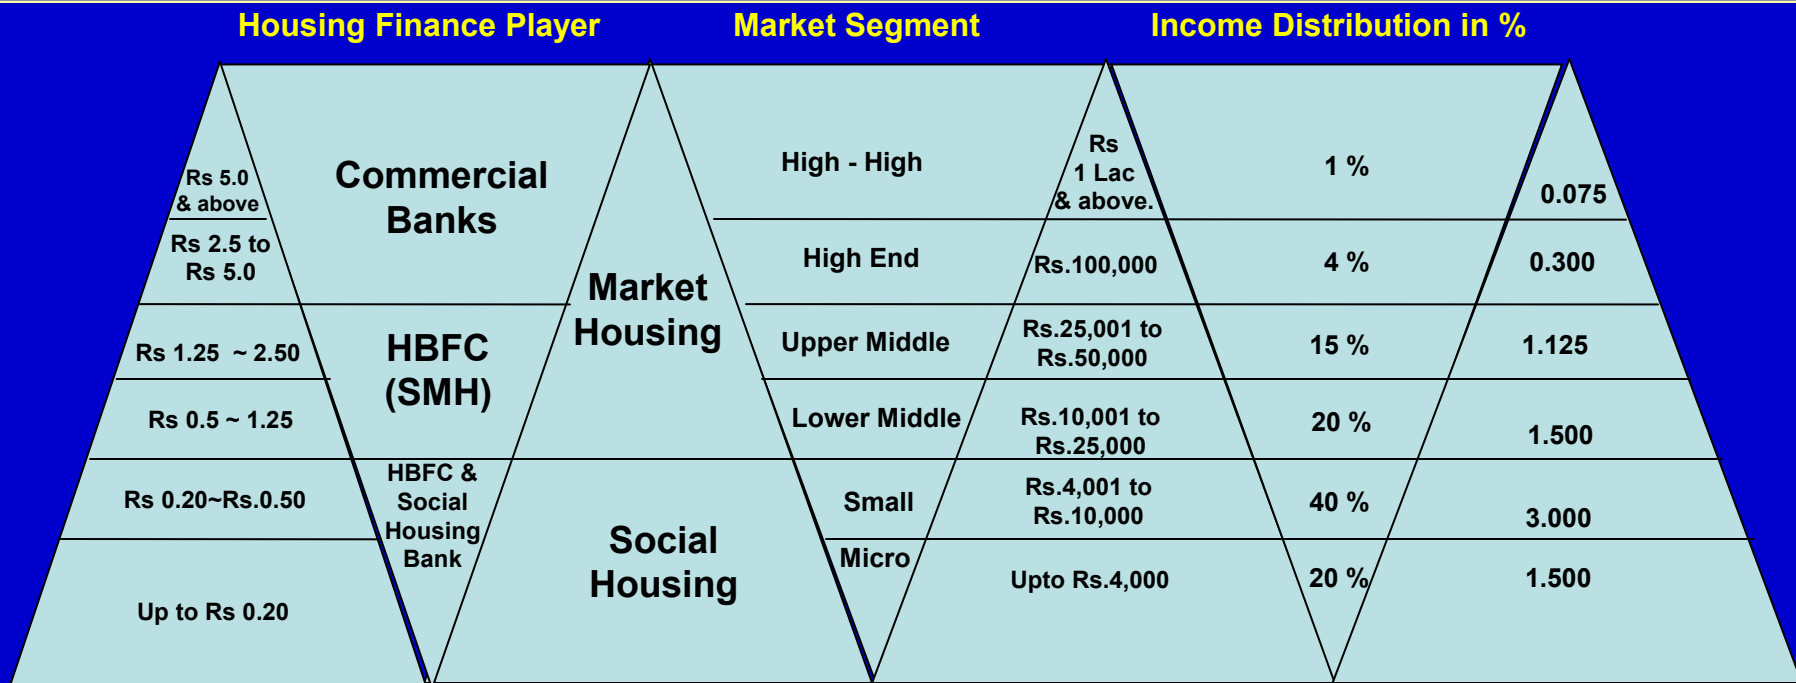 Housing Finance Player
Market Segment
Income Distribution in %
Rs 5.0
& above
Rs 2.5 to
Rs 5.0
Rs 1.25 ~ 2.50
Rs 0.5 ~ 1.25
Rs 0.20~Rs.0.50
Up to Rs 0.20
Commercial
Banks
HBFC
(SMH)
HBFC &
Social
Housing
Bank
Market
Housing
Social
Housing
High - High
High End
Upper Middle
Lower Middle
Small
Micro
Rs
1 Lac
& above.
Rs.100,000
Rs.25,001 to
Rs.50,000
Rs.10,001 to
Rs.25,000
Rs.4,001 to
Rs.10,000
Upto Rs.4,000
1 %
4 %
15 %
20 %
40 %
20 %
0.075
0.300
1.125
1.500
3.000
1.500